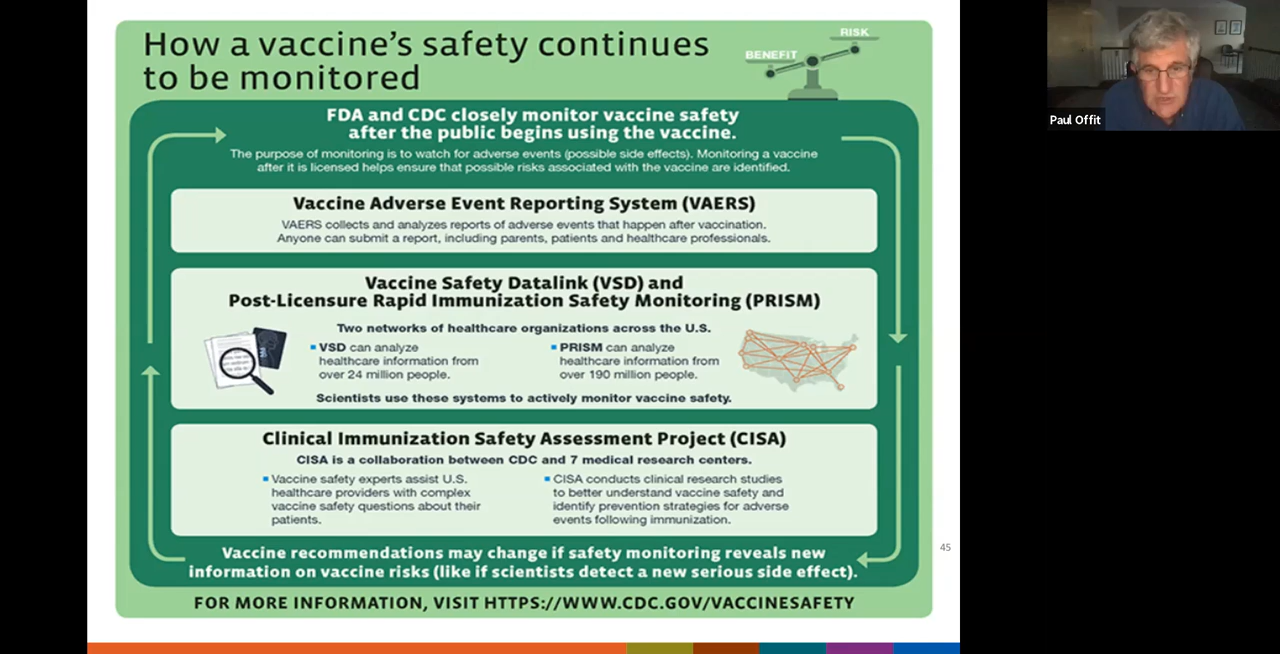 How a vaccine's safety continues
to be monitored
RISK
BENEFIT
FDA and CDC closely monitor vaccine safety
after the public begins using the vaccine.
The purpose of monitoring is to watch for adverse events (possible side effects). Monitoring a vaccine
after it is licensed helps ensure that possible risks associated with the vaccine are identified.
Vaccine Adverse Event Reporting System (VAERS)
VAERS collects and analyzes reports of adverse events that happen after vaccination.
Anyone can submit a report, including parents, patients and healthcare professionals.
Vaccine Safety Datalink (VSD) and
Post-Licensure Rapid Immunization Safety Monitoring (PRISM)
Two networks of healthcare organizations across the U.S.
VSD can analyze
healthcare information from
over 24 million people.
PRISM can analyze
healthcare information from
over 190 million people.
Scientists use these systems to actively monitor vaccine safety.
Clinical Immunization Safety Assessment Project (CISA)
CISA is a collaboration between CDC and 7 medical research centers.
Vaccine safety experts assist U.S.
healthcare providers with complex
vaccine safety questions about their
patients.
CISA conducts clinical research studies
to better understand vaccine safety and
identify prevention strategies for adverse
events following immunization.
Vaccine recommendations may change if safety monitoring reveals new
information on vaccine risks (like if scientists detect a new serious side effect).
FOR MORE INFORMATION, VISIT HTTPS://WWW.CDC.GOV/VACCINESAFETY
45
Paul Offit